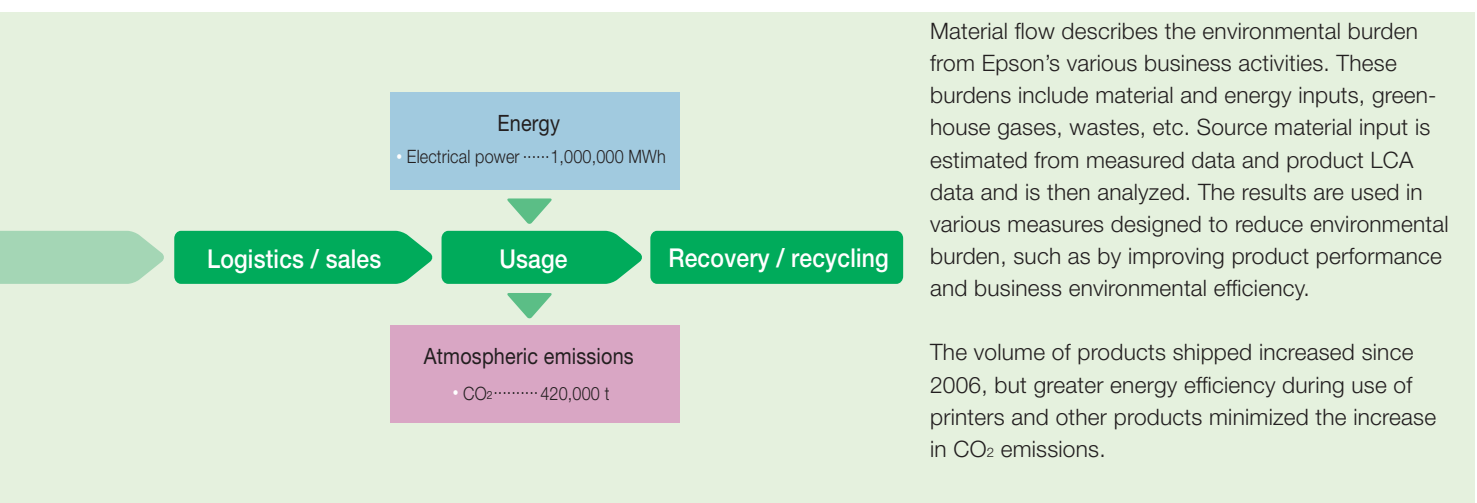 Energy
• Electrical power ······1,000,000 MWh
Logistics / sales
Usage
Recovery / recycling
Atmospheric emissions
• CO₂··········420,000 t
Material flow describes the environmental burden
from Epson's various business activities. These
burdens include material and energy inputs, green-
house gases, wastes, etc. Source material input is
estimated from measured data and product LCA
data and is then analyzed. The results are used in
various measures designed to reduce environmental
burden, such as by improving product performance
and business environmental efficiency.
The volume of products shipped increased since
2006, but greater energy efficiency during use of
printers and other products minimized the increase
in CO₂ emissions.